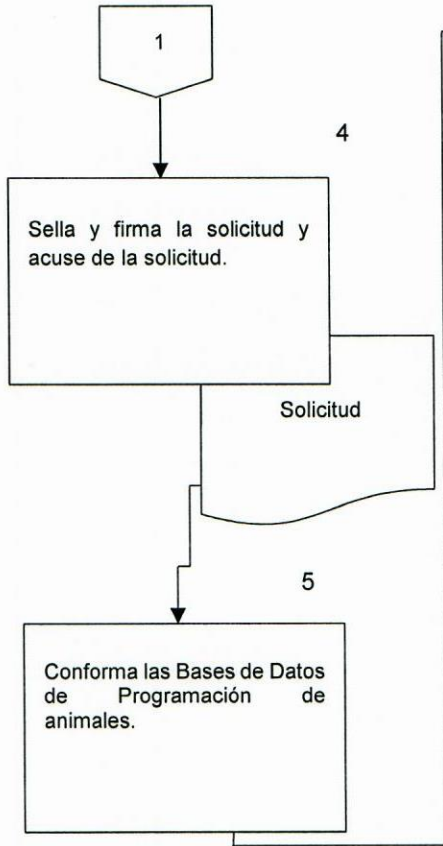 1
4
Sella y firma la solicitud y
acuse de la solicitud.
Solicitud
5
Conforma las Bases de Datos
de Programación de
animales.